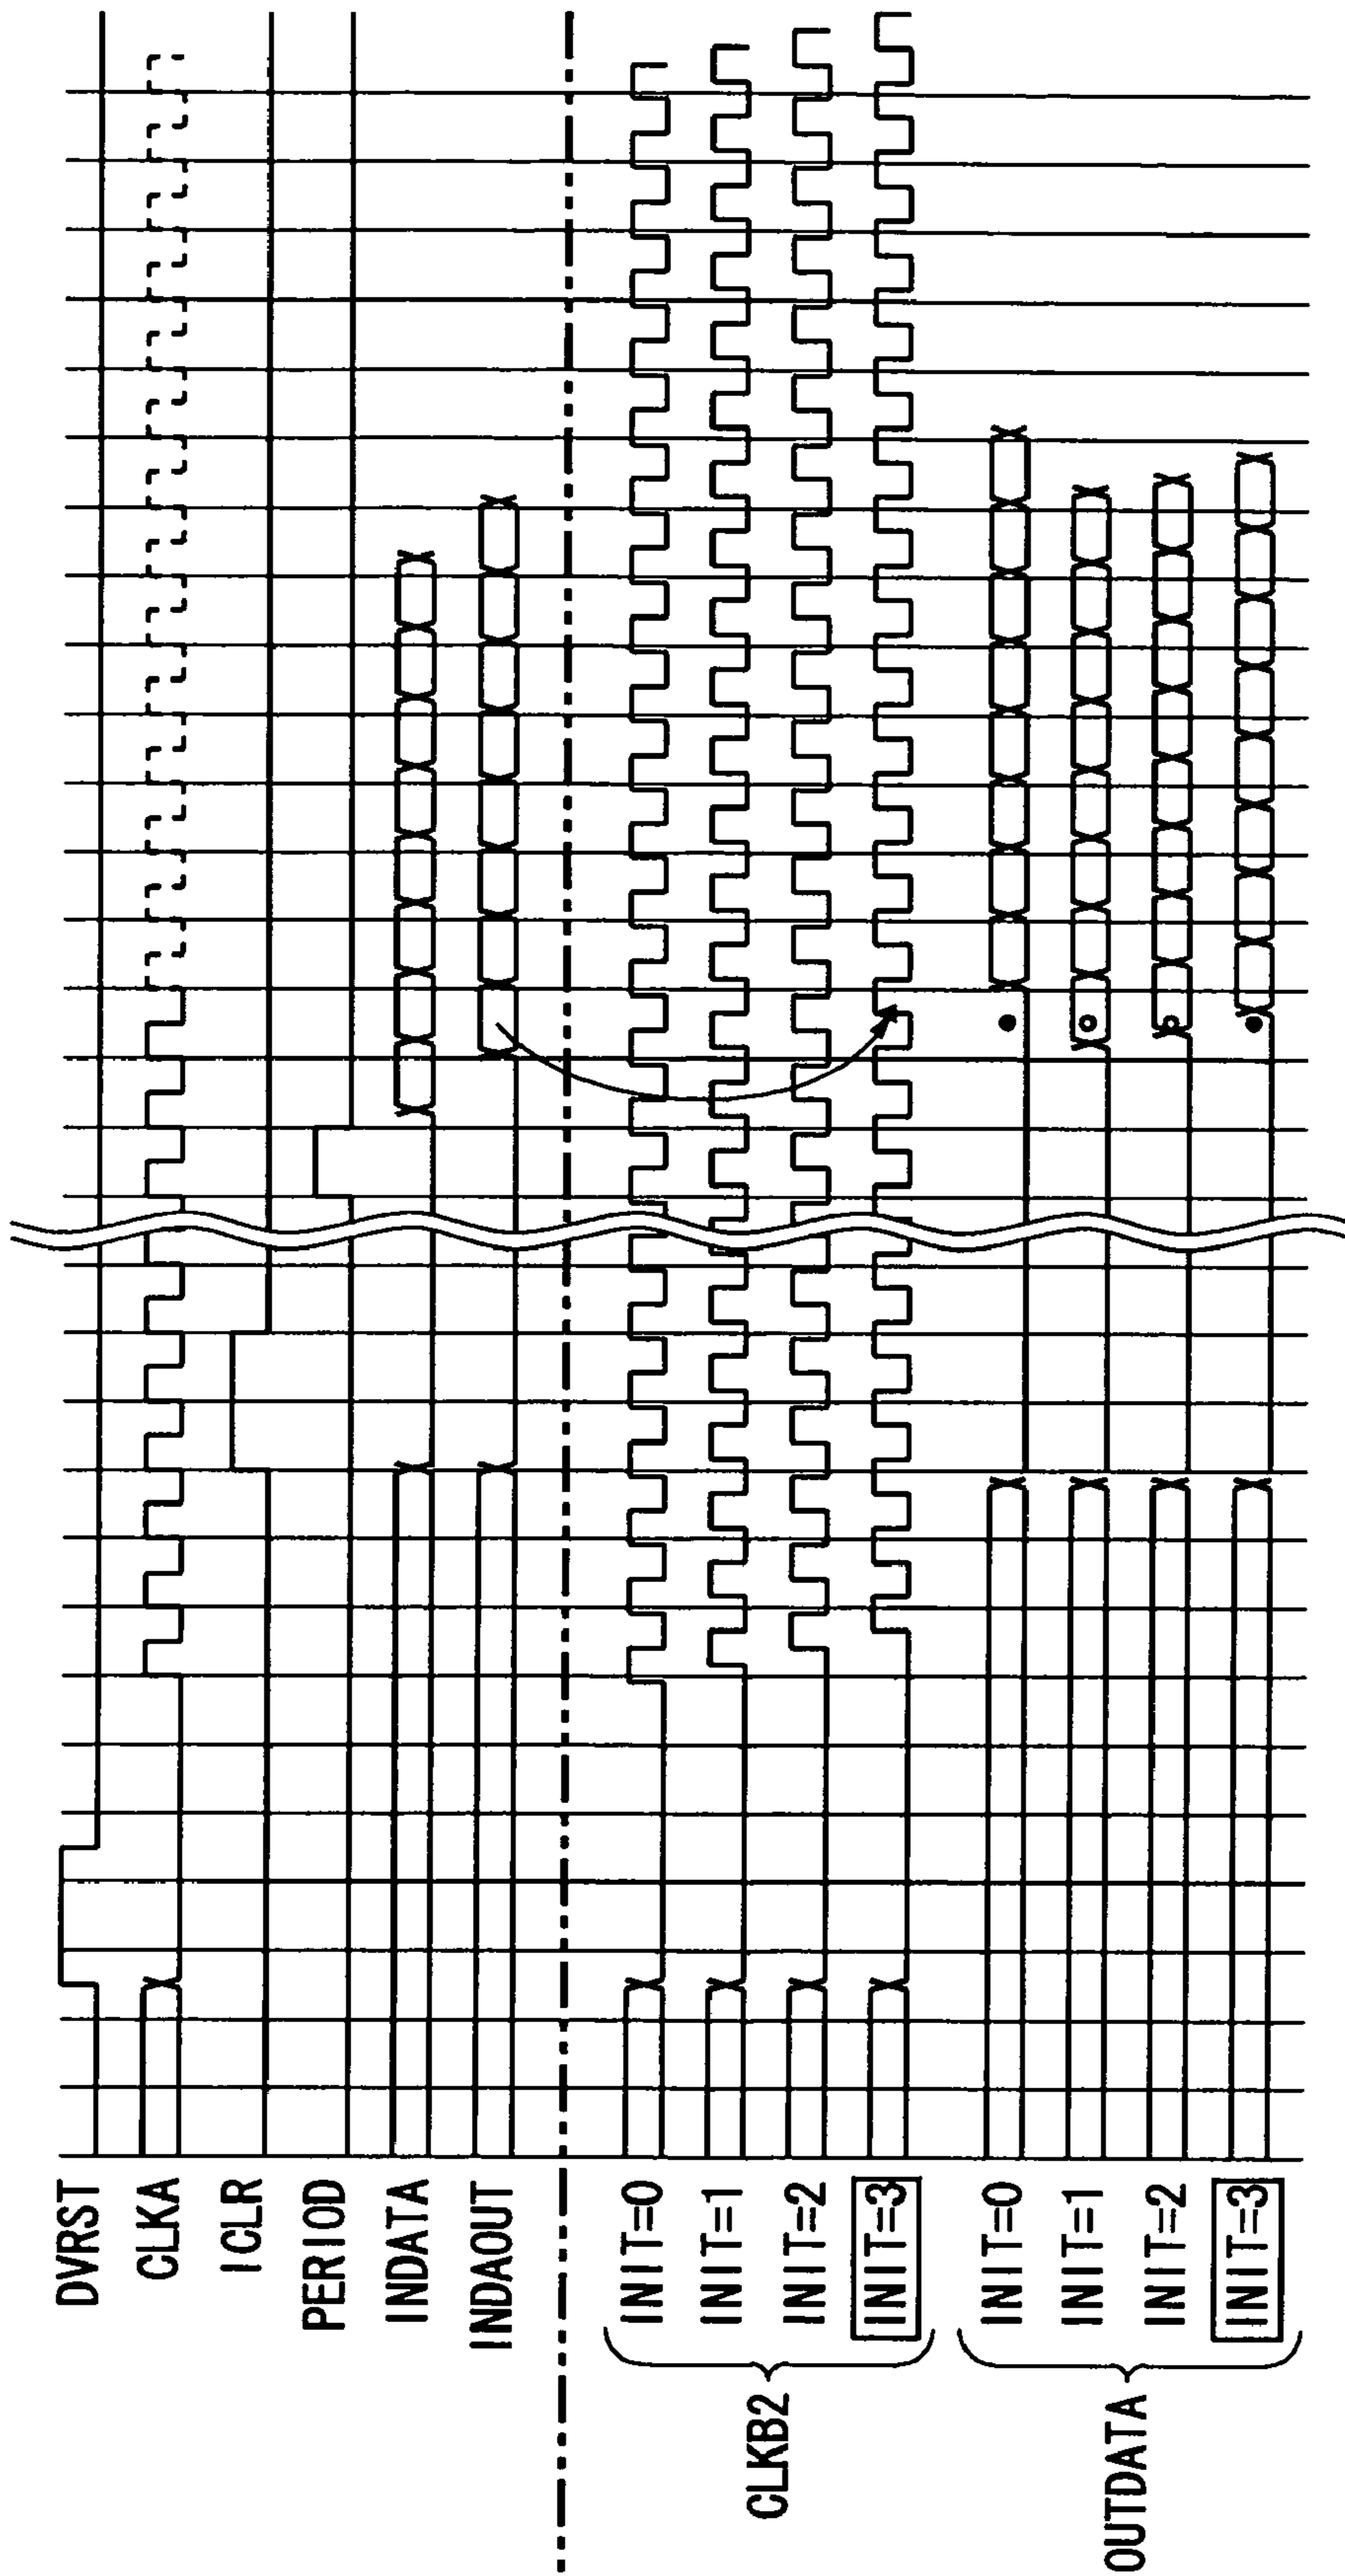 DVRST
CLKA
ICLR
PERIOD
INDATA
INDAOUT
CLKB2
INIT=0
INIT=1
INIT=2
INIT=3
OUTDATA
INIT=0
INIT=1
INIT=2
INIT=3